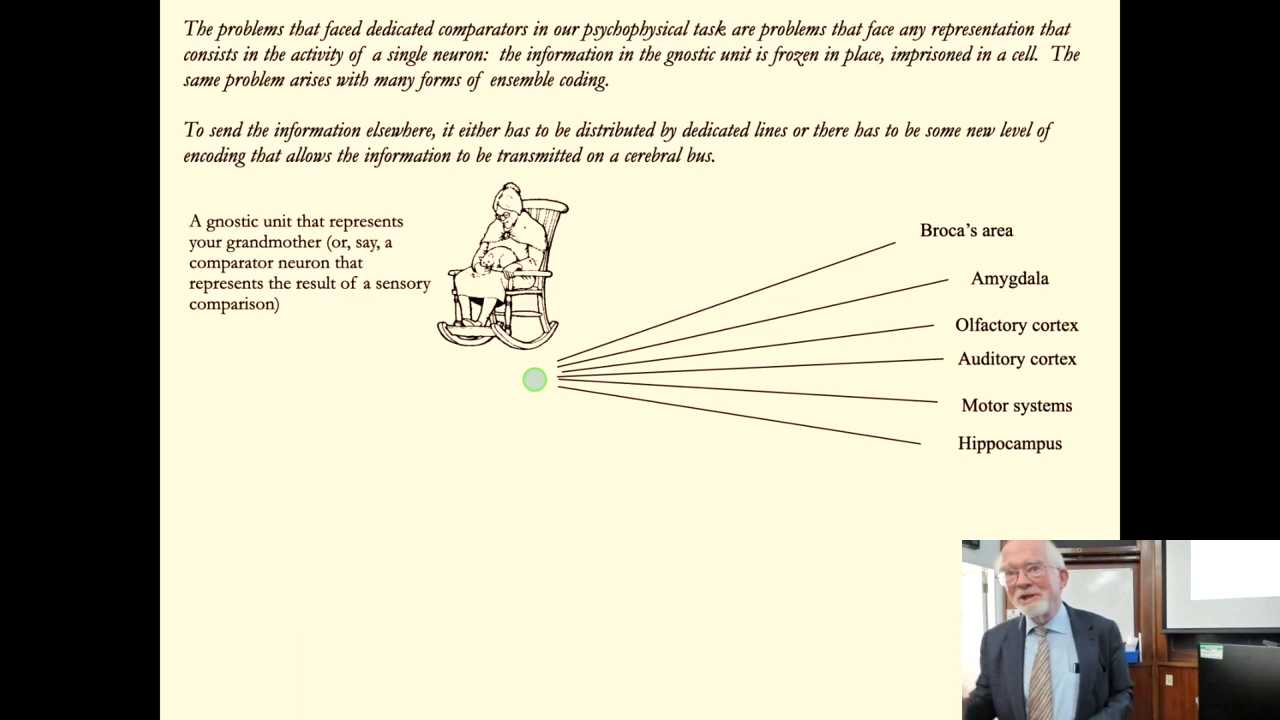 The problems that faced dedicated comparators in our psychophysical task are problems that face any representation that
consists in the activity of a single neuron: the information in the gnostic unit is frozen in place, imprisoned in a cell. The
same problem arises with many forms of ensemble coding.
To send the information elsewhere, it either has to be distributed by dedicated lines or there has to be some new level of
encoding that allows the information to be transmitted on a cerebral bus.
A gnostic unit that represents
your grandmother (or, say, a
comparator neuron that
represents the result of a sensory
comparison)
Broca's area
Amygdala
Olfactory cortex
Auditory cortex
Motor systems
Hippocampus